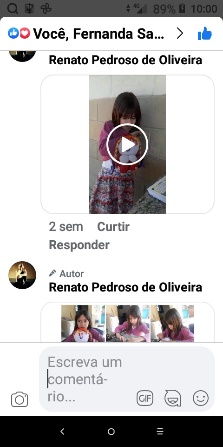 89% 10:00
Você, Fernanda Sa...
Renato Pedroso de Oliveira
2 sem Curtir
Responder
Autor
Renato Pedroso de Oliveira
Escreva um
comentá-
rio...
GIF